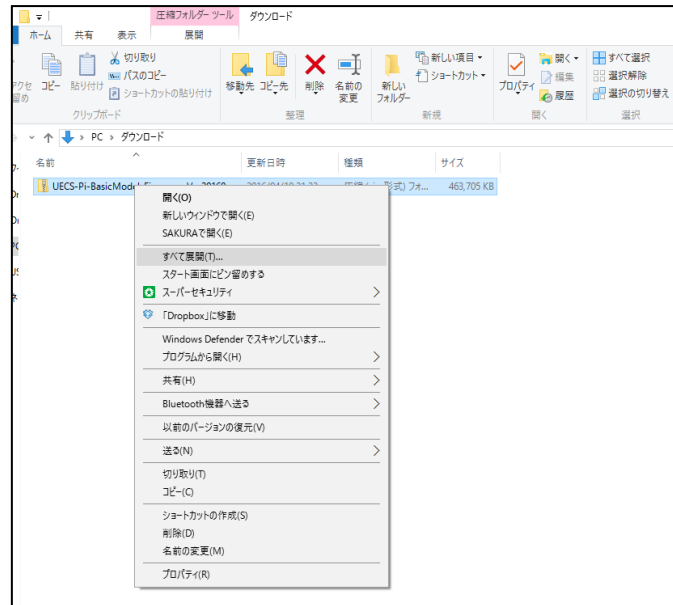 圧縮フォルダー ツール ダウンロード
ホーム 共有 表示 展開
コピー 貼り付け 切り取り パスのコピー ショートカットの貼り付け
移動先 コピー先 削除 名前の変更
新しいフォルダー 新しい項目 ショートカット
プロパティ 開く 編集 履歴
すべて選択 選択解除 選択の切り替え
クリップボード 整理 新規 開く 選択
PC › ダウンロード
名前 更新日時 種類 サイズ
UECS-Pi-BasicModel 463,705 KB
開く(O)
新しいウィンドウで開く(E)
SAKURAで開く(E)
すべて展開(T)...
スタート画面にピン留めする
スーパーセキュリティ
「Dropbox」に移動
Windows Defender でスキャンしています...
プログラムから開く(H)
共有(H)
Bluetooth機器へ送る
以前のバージョンの復元(V)
送る(N)
切り取り(T)
コピー(C)
ショートカットの作成(S)
削除(D)
名前の変更(M)
プロパティ(R)